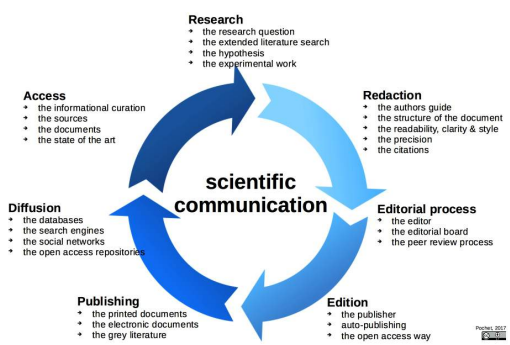 Research
the research question
the extended literature search
the hypothesis
the experimental work
Redaction
the authors guide
the structure of the document
the readability, clarity & style
the precision
the citations
Editorial process
the editor
the editorial board
the peer review process
Edition
the publisher
auto-publishing
the open access way
Publishing
the printed documents
the electronic documents
the grey literature
Diffusion
the databases
the search engines
the social networks
the open access repositories
Access
the informational curation
the sources
the documents
the state of the art
scientific
communication
Pochet, 2017